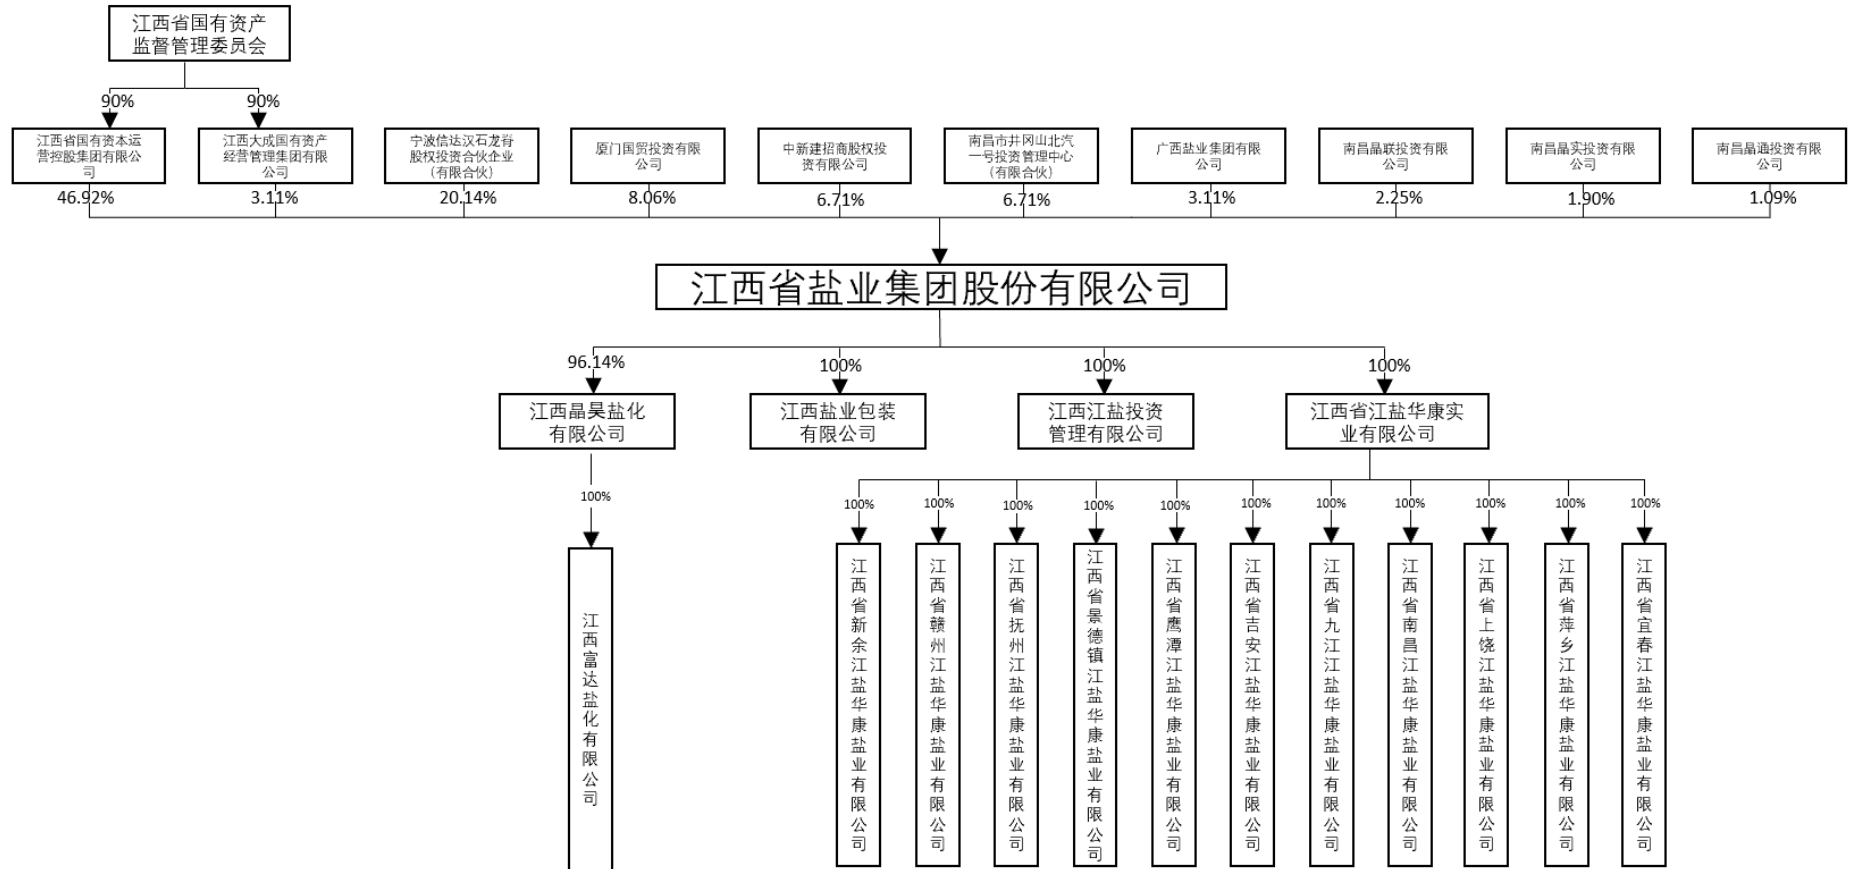 江西省国有资产
监督管理委员会
90%
90%
江西省国有资本运
营控股集团有限公
司
江西大成国有资产
经营管理集团有限
公司
宁波信达汉石龙脊
股权投资合伙企业
（有限合伙）
厦门国贸投资有限
公司
中新建招商股权投
资有限公司
南昌市井冈山北汽
一号投资管理中心
（有限合伙）
广西盐业集团有限
公司
南昌晶联投资有限
公司
南昌晶实投资有限
公司
南昌晶通投资有限
公司
46.92%
3.11%
20.14%
8.06%
6.71%
6.71%
3.11%
2.25%
1.90%
1.09%
江西省盐业集团股份有限公司
96.14%
100%
100%
100%
江西晶昊盐化
有限公司
江西盐业包装
有限公司
江西江盐投资
管理有限公司
江西省江盐华康实
业有限公司
100%
100%
100%
100%
100%
100%
100%
100%
100%
100%
100%
100%
江西富达盐化有限公司
江西省新余江盐华康盐业有限公司
江西省赣州江盐华康盐业有限公司
江西省抚州江盐华康盐业有限公司
江西省景德镇江盐华康盐业有限公司
江西省鹰潭江盐华康盐业有限公司
江西省吉安江盐华康盐业有限公司
江西省九江江盐华康盐业有限公司
江西省南昌江盐华康盐业有限公司
江西省上饶江盐华康盐业有限公司
江西省萍乡江盐华康盐业有限公司
江西省宜春江盐华康盐业有限公司